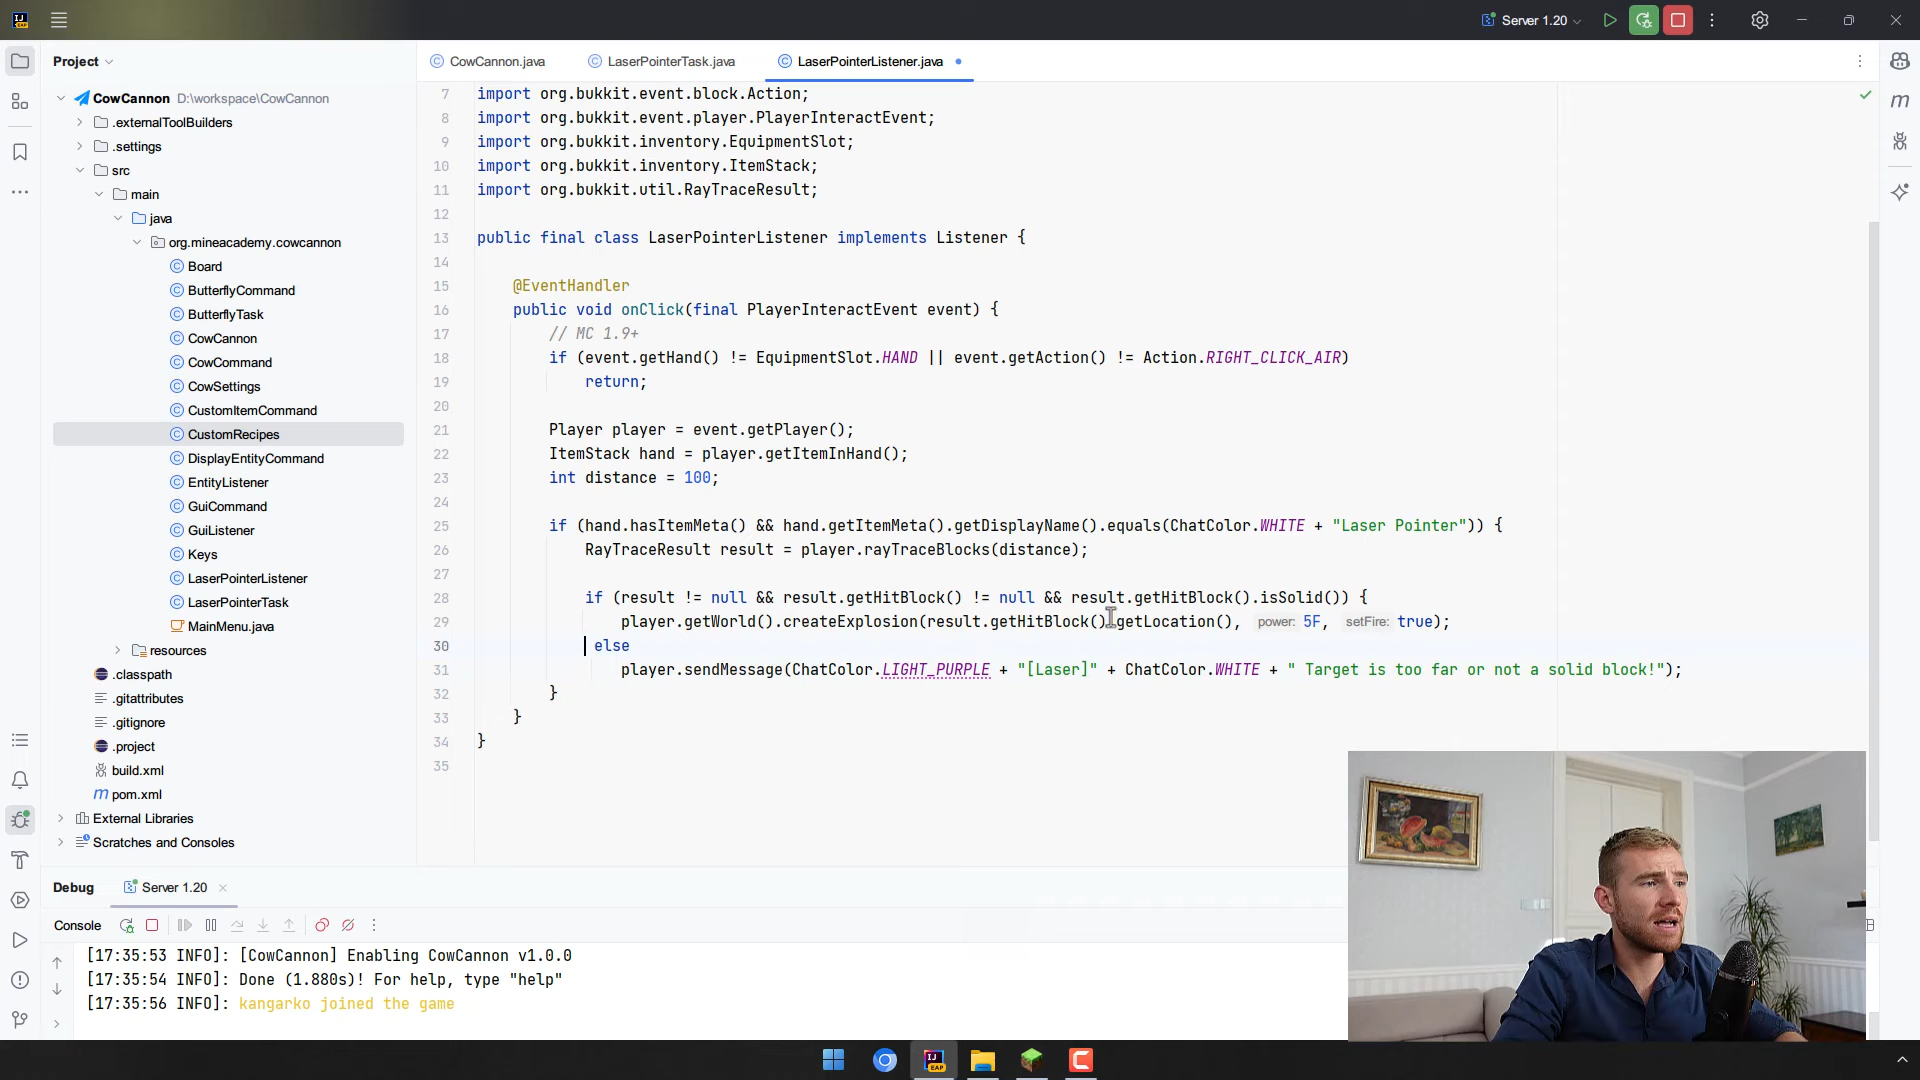 Server 1.20
Project
CowCannon.java
LaserPointerTask.java
LaserPointerListener.java
CowCannon D:\workspace\CowCannon
.externalToolBuilders
.settings
src
main
java
org.mineacademy.cowcannon
Board
ButterflyCommand
ButterflyTask
CowCannon
CowCommand
CowSettings
CustomItemCommand
CustomRecipes
DisplayEntityCommand
EntityListener
GuiCommand
GuiListener
Keys
LaserPointerListener
LaserPointerTask
MainMenu.java
resources
.classpath
.gitattributes
.gitignore
.project
build.xml
pom.xml
External Libraries
Scratches and Consoles
7 import org.bukkit.event.block.Action;
8 import org.bukkit.event.player.PlayerInteractEvent;
9 import org.bukkit.inventory.EquipmentSlot;
10 import org.bukkit.inventory.ItemStack;
11 import org.bukkit.util.RayTraceResult;
12
13 public final class LaserPointerListener implements Listener {
14
15 @EventHandler
16 public void onClick(final PlayerInteractEvent event) {
17 // MC 1.9+
18 if (event.getHand() != EquipmentSlot.HAND || event.getAction() != Action.RIGHT_CLICK_AIR)
19 return;
20
21 Player player = event.getPlayer();
22 ItemStack hand = player.getItemInHand();
23 int distance = 100;
24
25 if (hand.hasItemMeta() && hand.getItemMeta().getDisplayName().equals(ChatColor.WHITE + "Laser Pointer")) {
26 RayTraceResult result = player.rayTraceBlocks(distance);
27
28 if (result != null && result.getHitBlock() != null && result.getHitBlock().isSolid()) {
29 player.getWorld().createExplosion(result.getHitBlock().getLocation(), power: 5F, setFire: true);
30 else
31 player.sendMessage(ChatColor.LIGHT_PURPLE + "[Laser]" + ChatColor.WHITE + " Target is too far or not a solid block!");
32 }
33 }
34 }
35
Debug
Server 1.20
Console
[17:35:53 INFO]: [CowCannon] Enabling CowCannon v1.0.0
[17:35:54 INFO]: Done (1.880s)! For help, type "help"
[17:35:56 INFO]: kangarko joined the game